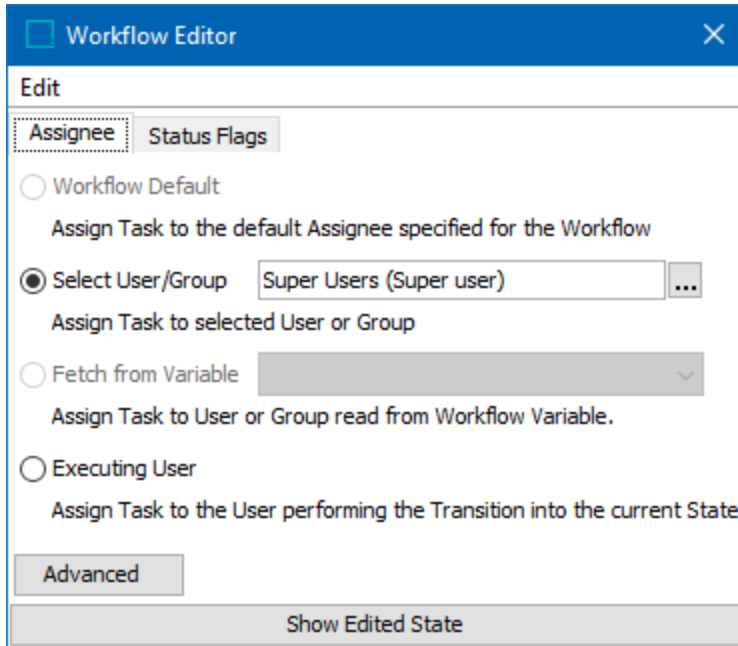 Workflow Editor
Edit
Assignee Status Flags
Workflow Default
Assign Task to the default Assignee specified for the Workflow
Select User/Group Super Users (Super user) ...
Assign Task to selected User or Group
Fetch from Variable
Assign Task to User or Group read from Workflow Variable.
Executing User
Assign Task to the User performing the Transition into the current State
Advanced
Show Edited State